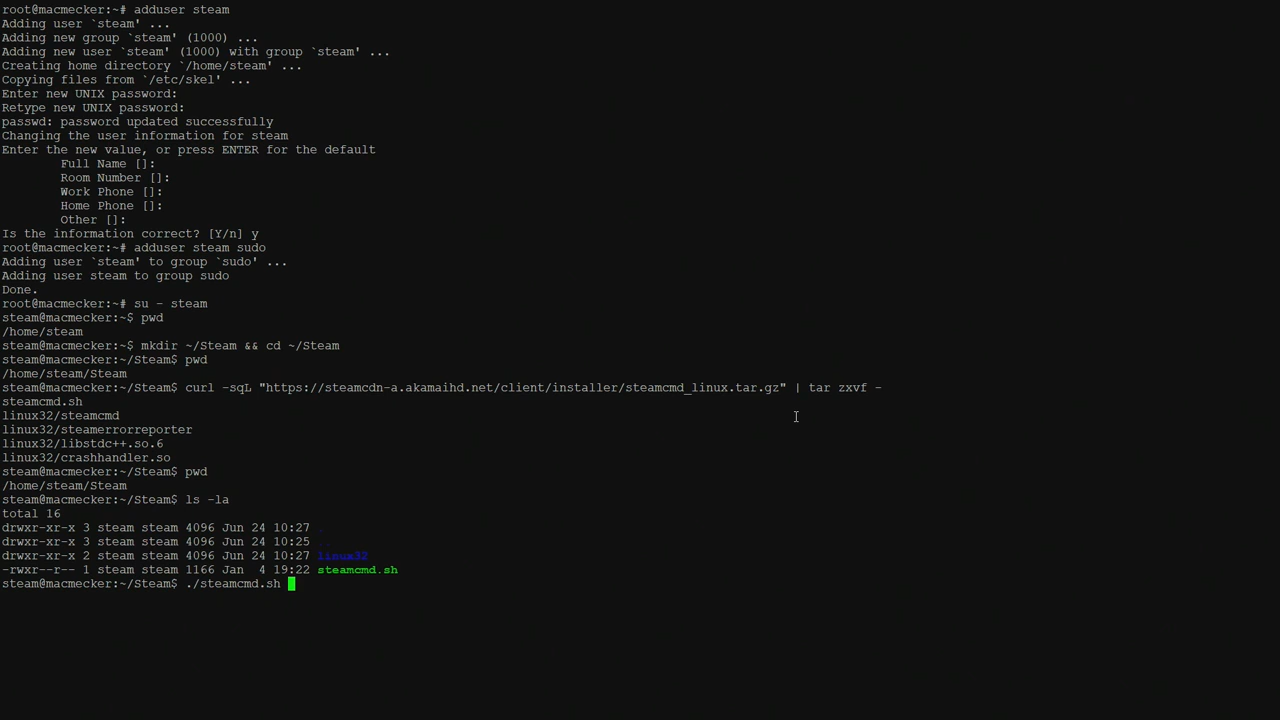 root@macmecker:~# adduser steam
Adding user `steam' ...
Adding new group `steam' (1000) ...
Adding new user `steam' (1000) with group `steam' ...
Creating home directory `/home/steam' ...
Copying files from `/etc/skel' ...
Enter new UNIX password:
Retype new UNIX password:
passwd: password updated successfully
Changing the user information for steam
Enter the new value, or press ENTER for the default
        Full Name []:
        Room Number []:
        Work Phone []:
        Home Phone []:
        Other []:
Is the information correct? [Y/n] y
root@macmecker:~# adduser steam sudo
Adding user `steam' to group `sudo' ...
Adding user steam to group sudo
Done.
root@macmecker:~# su - steam
steam@macmecker:~$ pwd
/home/steam
steam@macmecker:~$ mkdir ~/Steam && cd ~/Steam
steam@macmecker:~/Steam$ pwd
/home/steam/Steam
steam@macmecker:~/Steam$ curl -sqL "https://steamcdn-a.akamaihd.net/client/installer/steamcmd_linux.tar.gz" | tar zxvf -
steamcmd.sh
linux32/steamcmd
linux32/steamerrorreporter
linux32/libstdc++.so.6
linux32/crashhandler.so
steam@macmecker:~/Steam$ pwd
/home/steam/Steam
steam@macmecker:~/Steam$ ls -la
total 16
drwxr-xr-x 3 steam steam 4096 Jun 24 10:27 .
drwxr-xr-x 3 steam steam 4096 Jun 24 10:25 ..
drwxr-xr-x 2 steam steam 4096 Jun 24 10:27 linux32
-rwxr--r-- 1 steam steam 1166 Jan  4 19:22 steamcmd.sh
steam@macmecker:~/Steam$ ./steamcmd.sh